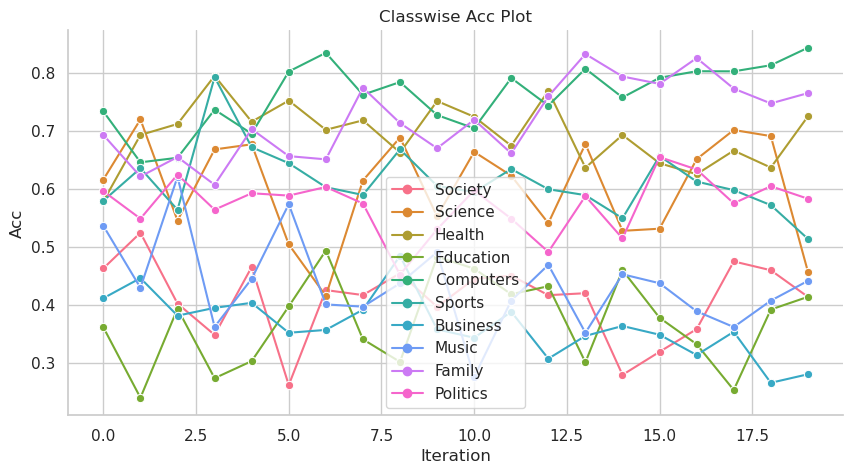 Classwise Acc Plot
Acc
0.8
0.7
0.6
0.5
0.4
0.3
Society
Science
Health
Education
Computers
Sports
Business
Music
Family
Politics
0.0 2.5 5.0 7.5 10.0 12.5 15.0 17.5
Iteration